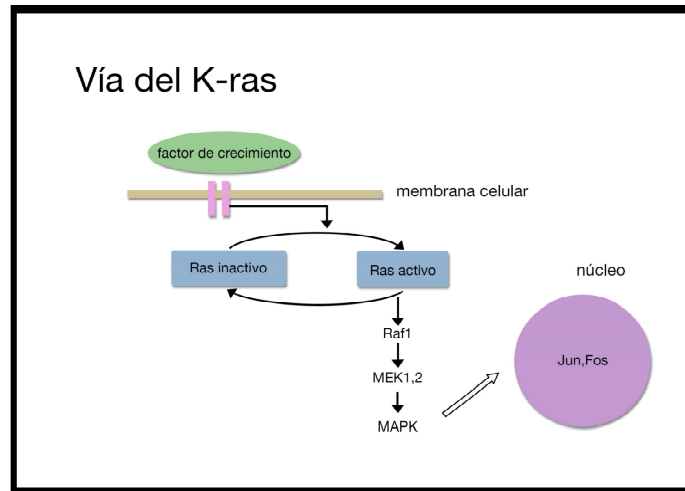 Vía del K-ras
factor de crecimiento
membrana celular
Ras inactivo
Ras activo
núcleo
Raf1
Jun,Fos
MEK1,2
MAPK